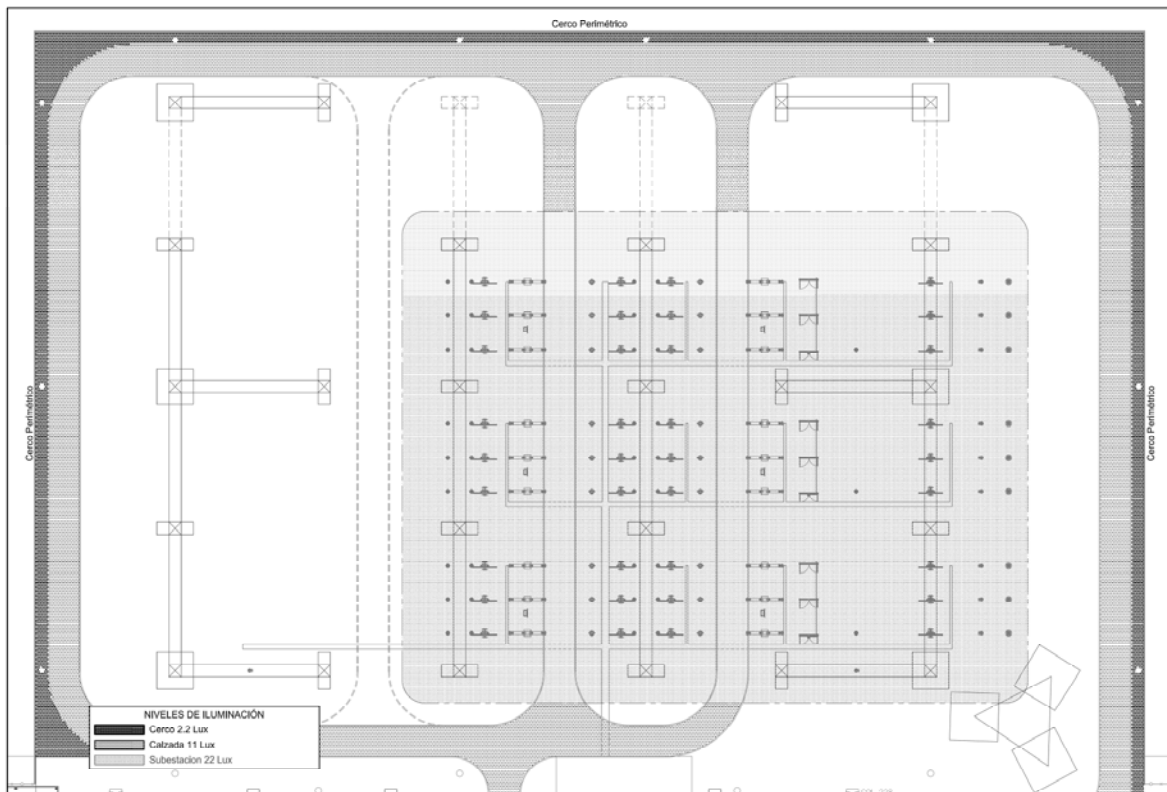 Cerco Perimétrico
Cerco Perimétrico
Cerco Perimétrico
NIVELES DE ILUMINACIÓN
Cerco 2.2 Lux
Calzada 11 Lux
Subestacion 22 Lux